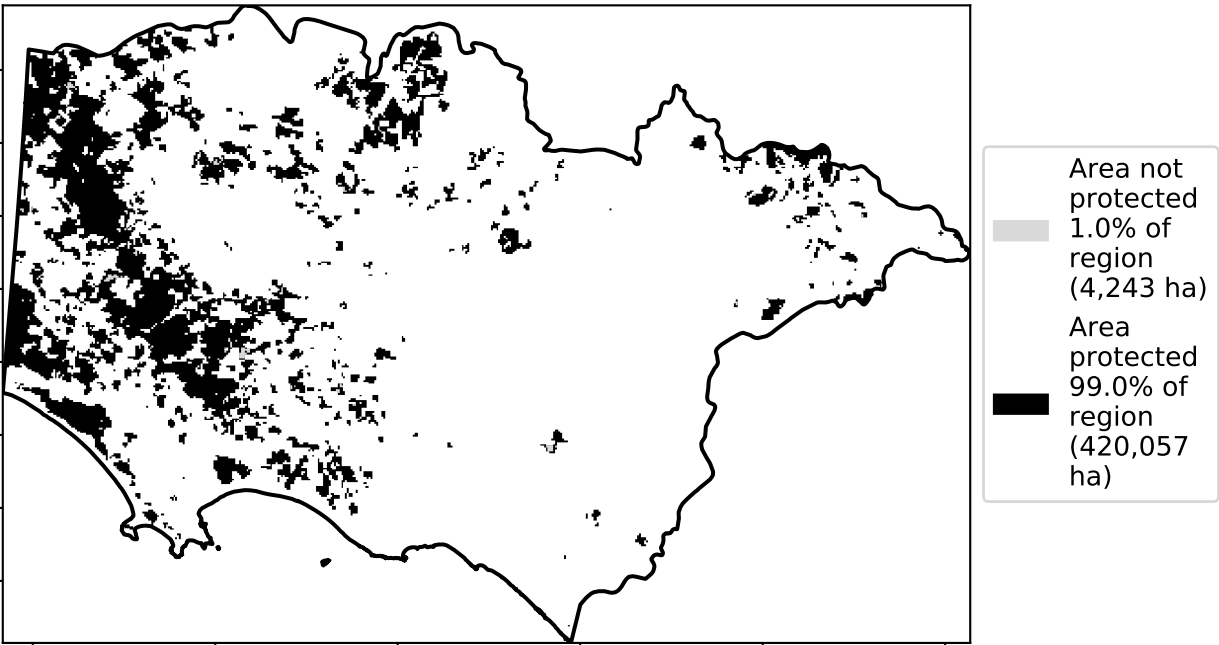 Area not
protected
1.0% of
region
(4,243 ha)
Area
protected
99.0% of
region
(420,057
ha)